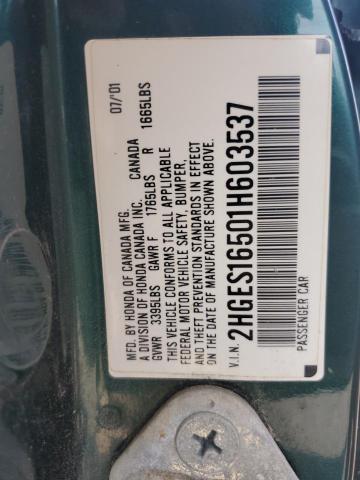 MFD. BY HONDA OF CANADA MFG. 07/01
A DIVISION OF HONDA CANADA INC. CANADA
GVWR 3395LBS GAWR F 1765LBS R 1665LBS
THIS VEHICLE CONFORMS TO ALL APPLICABLE
FEDERAL MOTOR VEHICLE SAFETY, BUMPER,
AND THEFT PREVENTION STANDARDS IN EFFECT
ON THE DATE OF MANUFACTURE SHOWN ABOVE.
V.I.N. 2HGES16501H603537
PASSENGER CAR